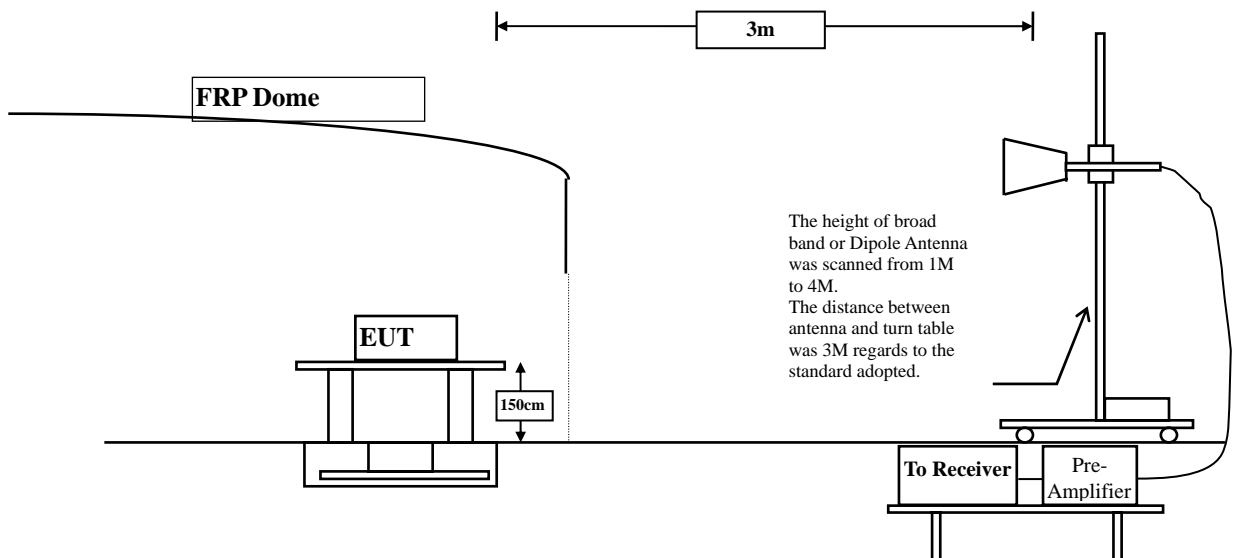 3m
FRP Dome
The height of broad
band or Dipole Antenna
was scanned from 1M
to 4M.
The distance between
antenna and turn table
was 3M regards to the
standard adopted.
EUT
150cm
To Receiver
Pre-
Amplifier